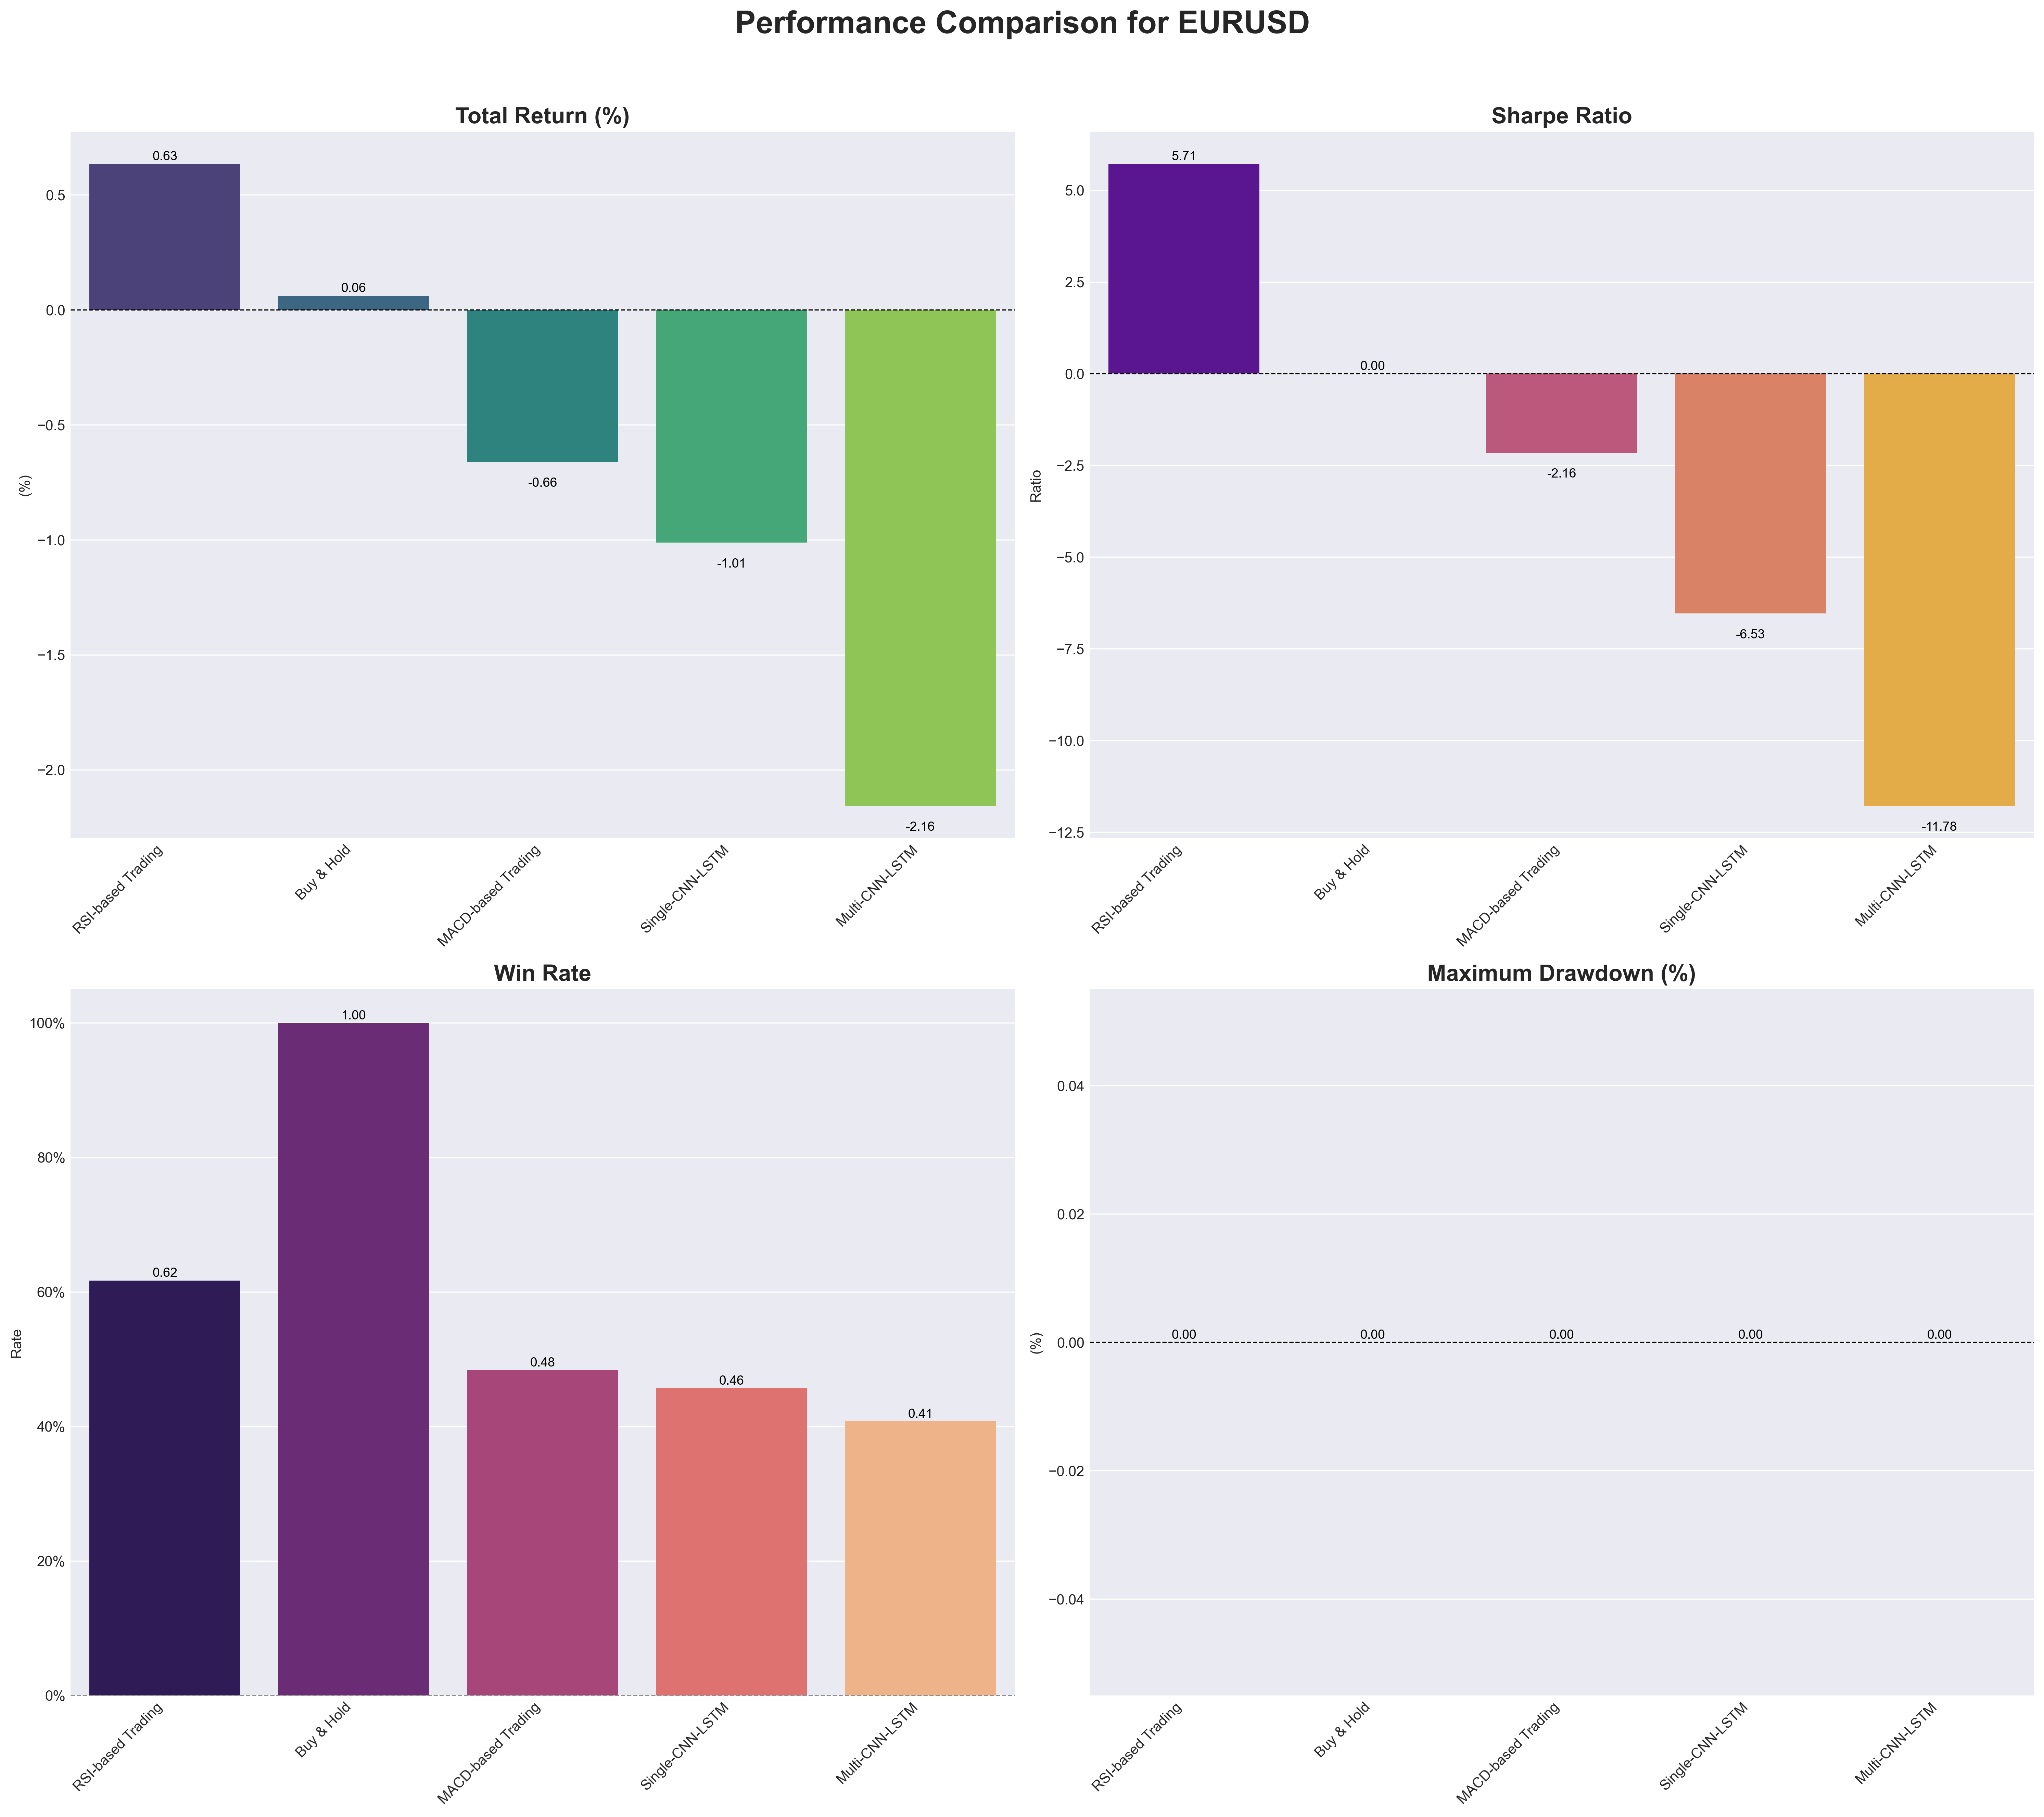 Performance Comparison for EURUSD
Total Return (%)
0.63
0.06
-0.66
-1.01
-2.16
0.5
0.0
−0.5
−1.0
−1.5
−2.0
(%)
RSI-based Trading
Buy & Hold
MACD-based Trading
Single-CNN-LSTM
Multi-CNN-LSTM
Sharpe Ratio
5.71
0.00
-2.16
-6.53
-11.78
5.0
2.5
0.0
−2.5
−5.0
−7.5
−10.0
−12.5
Ratio
RSI-based Trading
Buy & Hold
MACD-based Trading
Single-CNN-LSTM
Multi-CNN-LSTM
Win Rate
0.62
1.00
0.48
0.46
0.41
100%
80%
60%
40%
20%
0%
Rate
RSI-based Trading
Buy & Hold
MACD-based Trading
Single-CNN-LSTM
Multi-CNN-LSTM
Maximum Drawdown (%)
0.00
0.00
0.00
0.00
0.00
0.04
0.02
0.00
−0.02
−0.04
(%)
RSI-based Trading
Buy & Hold
MACD-based Trading
Single-CNN-LSTM
Multi-CNN-LSTM